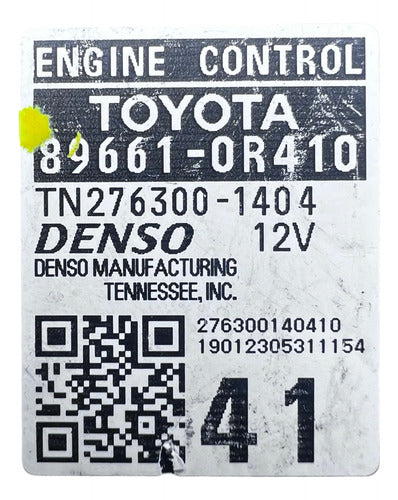 ENGINE CONTROL
TOYOTA
89661-0R410
TN276300-1404
DENSO 12V
DENSO MANUFACTURING
TENNESSEE, INC.
276300140410
19012305311154
41